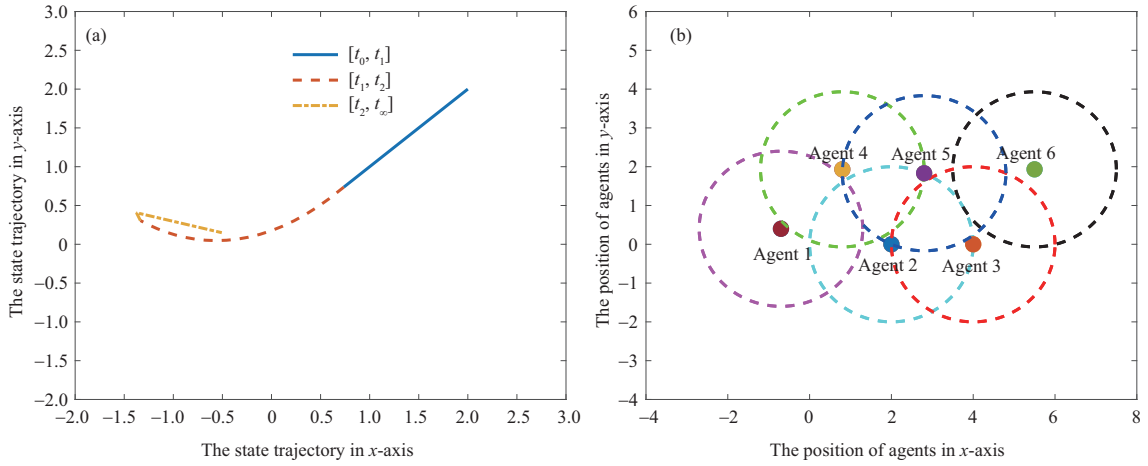 (a)
[t₀, t₁]
[t₁, t₂]
[t₂, t∞]
The state trajectory in y-axis
3.0
2.5
2.0
1.5
1.0
0.5
0
−0.5
−1.0
−1.5
−2.0
−2.0 −1.5 −1.0 −0.5 0 0.5 1.0 1.5 2.0 2.5 3.0
The state trajectory in x-axis
(b)
The position of agents in y-axis
6
5
4
3
2
1
0
−1
−2
−3
−4
Agent 4
Agent 5
Agent 6
Agent 1
Agent 2
Agent 3
−4 −2 0 2 4 6 8
The position of agents in x-axis